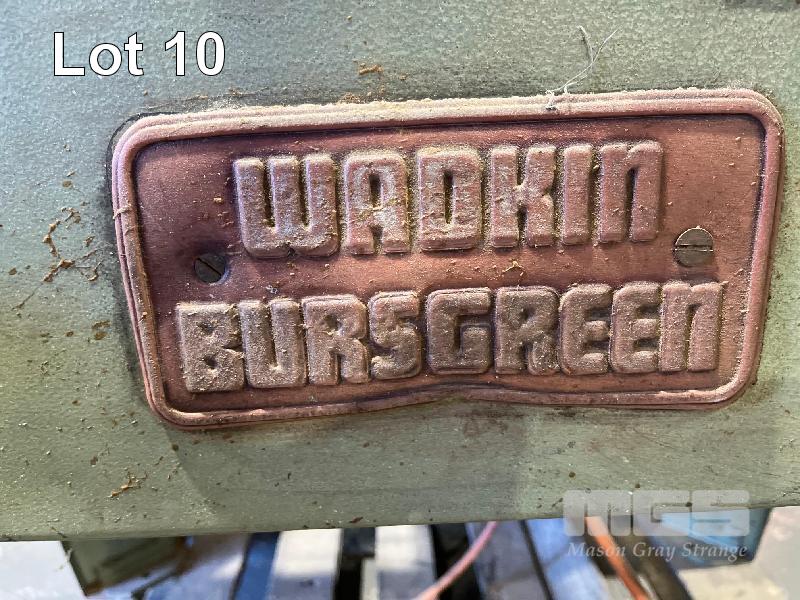 Lot 10
WADKIN
BURSGREEN
MGS
Mason Gray Strange